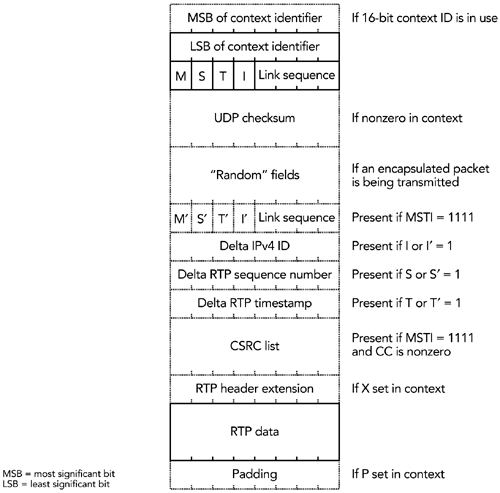 MSB of context identifier If 16-bit context ID is in use
LSB of context identifier
M S T I Link sequence
UDP checksum If nonzero in context
“Random” fields If an encapsulated packet
is being transmitted
M′ S′ T′ I′ Link sequence Present if MSTI = 1111
Delta IPv4 ID Present if I or I′ = 1
Delta RTP sequence number Present if S or S′ = 1
Delta RTP timestamp Present if T or T′ = 1
CSRC list Present if MSTI = 1111
and CC is nonzero
RTP header extension If X set in context
RTP data
MSB = most significant bit
LSB = least significant bit
Padding If P set in context